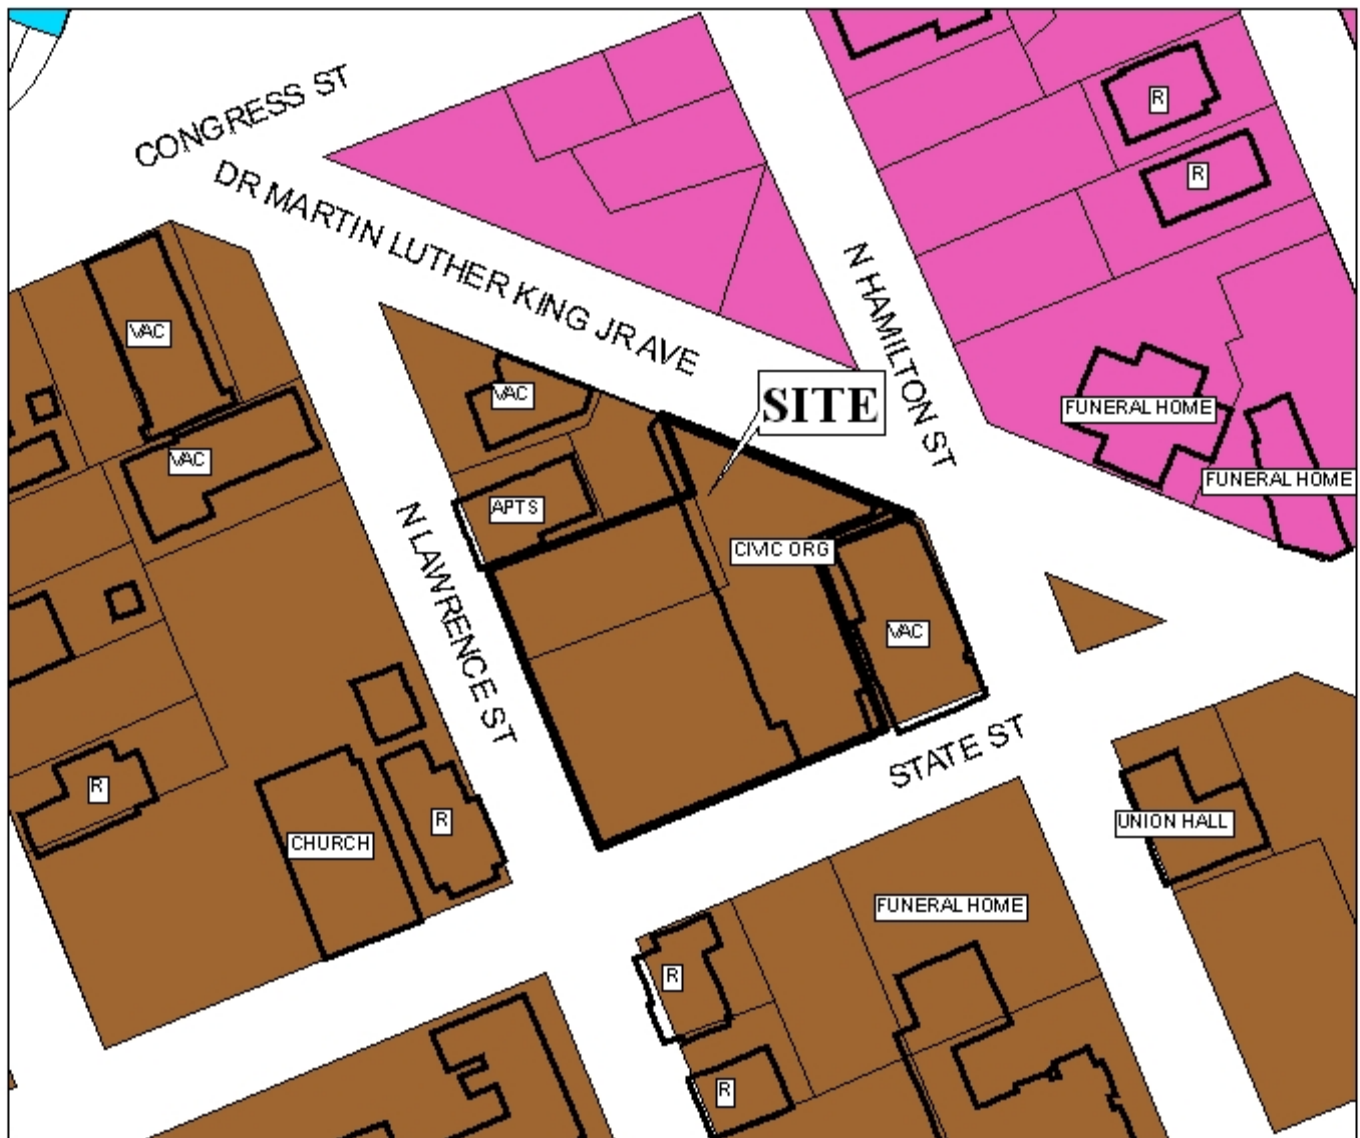 CONGRESS ST
R
DR MARTIN LUTHER KING JR AVE
R
N HAMILTON ST
VAC
VAC
SITE
FUNERAL HOME
VAC
FUNERAL HOME
APTS
N LAWRENCE ST
CIVIC ORG
VAC
STATE ST
R
R
CHURCH
UNION HALL
FUNERAL HOME
R
R